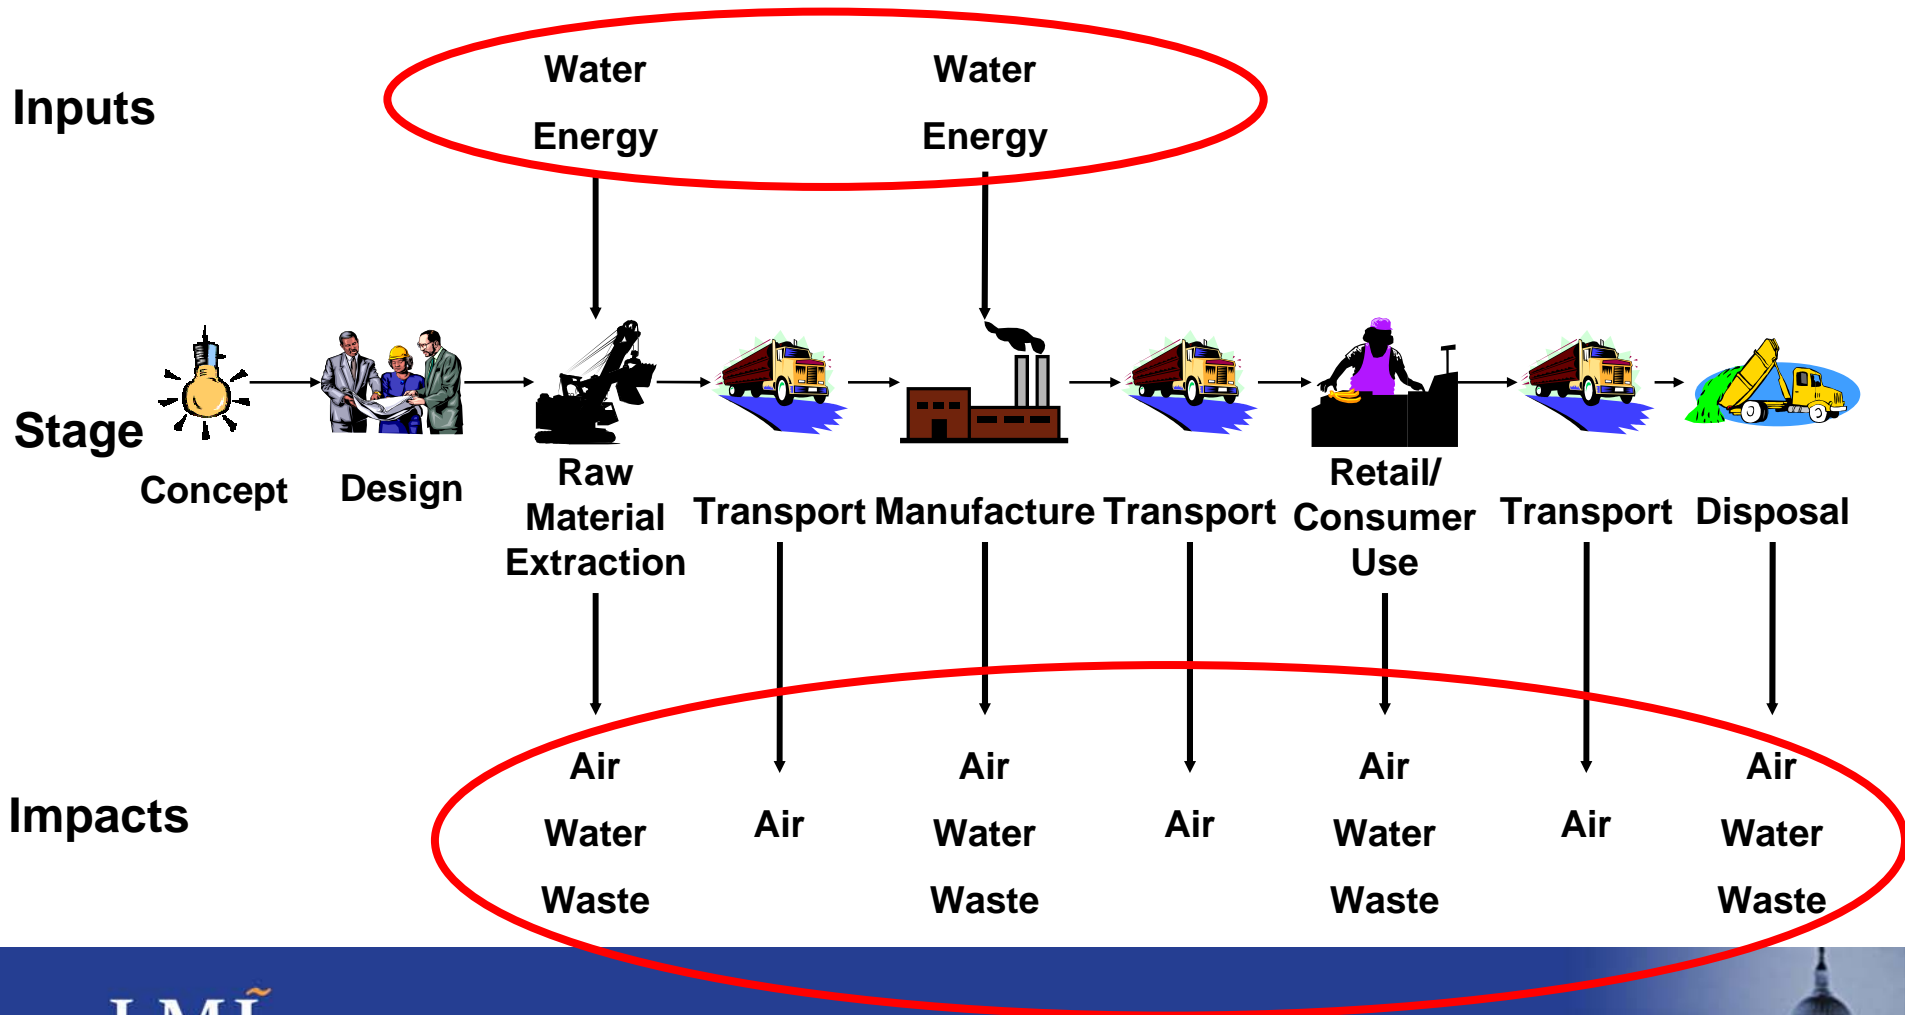 Inputs
Water
Water
Energy
Energy
Stage
Concept
Design
Raw
Material
Extraction
Transport
Manufacture
Transport
Retail/
Consumer
Use
Transport
Disposal
Impacts
Air
Air
Air
Air
Air
Air
Air
Water
Water
Water
Water
Waste
Waste
Waste
Waste
LMI